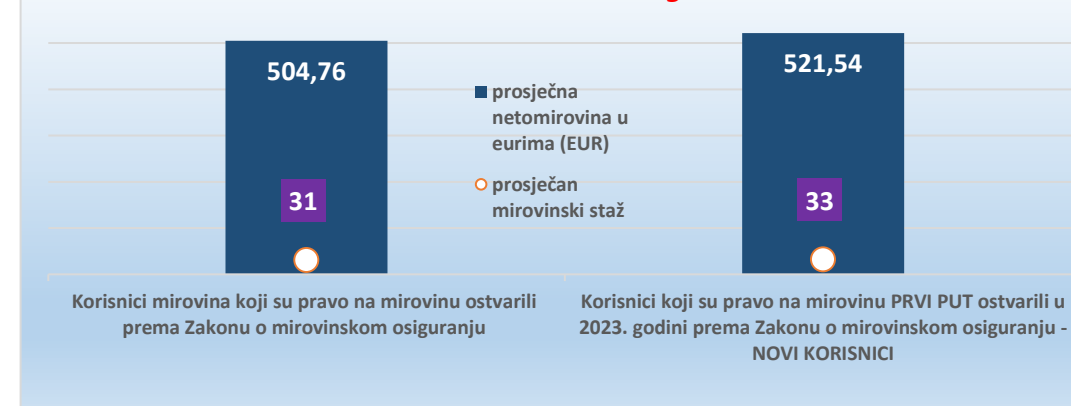 504,76
521,54
prosječna
netomirovina u
eurima (EUR)
prosječan
mirovinski staž
31
33
Korisnici mirovina koji su pravo na mirovinu ostvarili
prema Zakonu o mirovinskom osiguranju
Korisnici koji su pravo na mirovinu PRVI PUT ostvarili u
2023. godini prema Zakonu o mirovinskom osiguranju -
NOVI KORISNICI